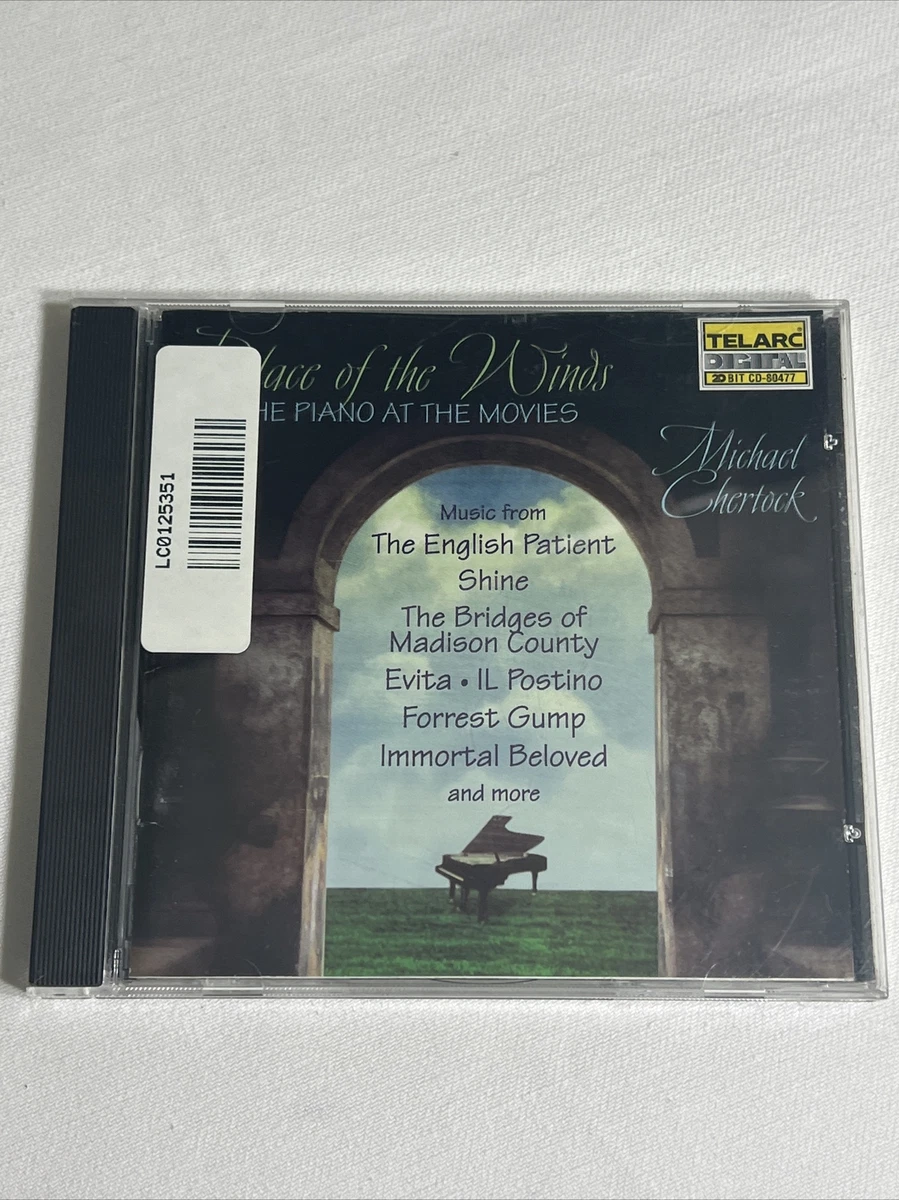 lace of the Winds
HE PIANO AT THE MOVIES
TELARC
DIGITAL
20 BIT CD-80477
Michael
Chertock
LC0125351
Music from
The English Patient
Shine
The Bridges of
Madison County
Evita • IL Postino
Forrest Gump
Immortal Beloved
and more